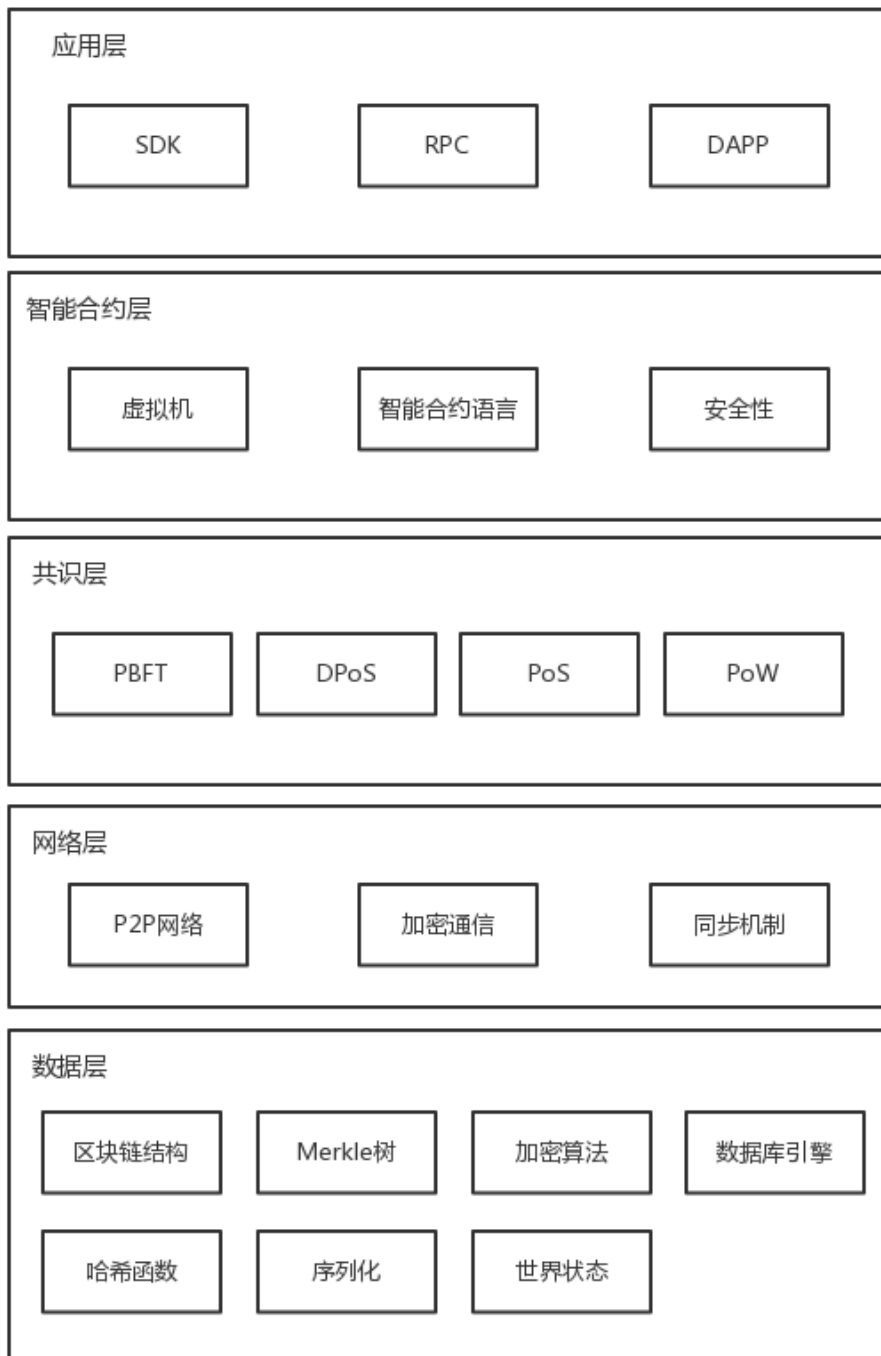 应用层
SDK
RPC
DAPP
智能合约层
虚拟机
智能合约语言
安全性
共识层
PBFT
DPoS
PoS
PoW
网络层
P2P网络
加密通信
同步机制
数据层
区块链结构
Merkle树
加密算法
数据库引擎
哈希函数
序列化
世界状态